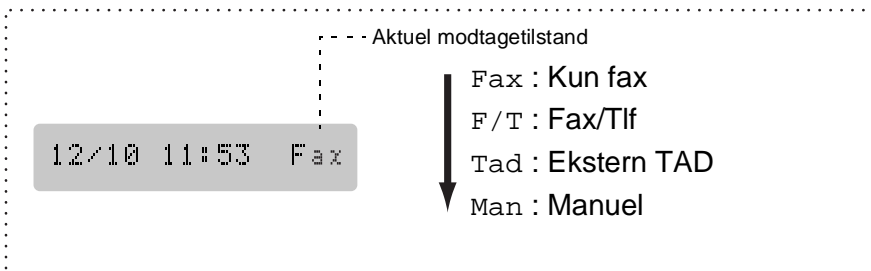 Aktuel modtagetilstand
Fax : Kun fax
F/T : Fax/Tlf
12/10 11:53 Fax
Tad : Ekstern TAD
Man : Manuel